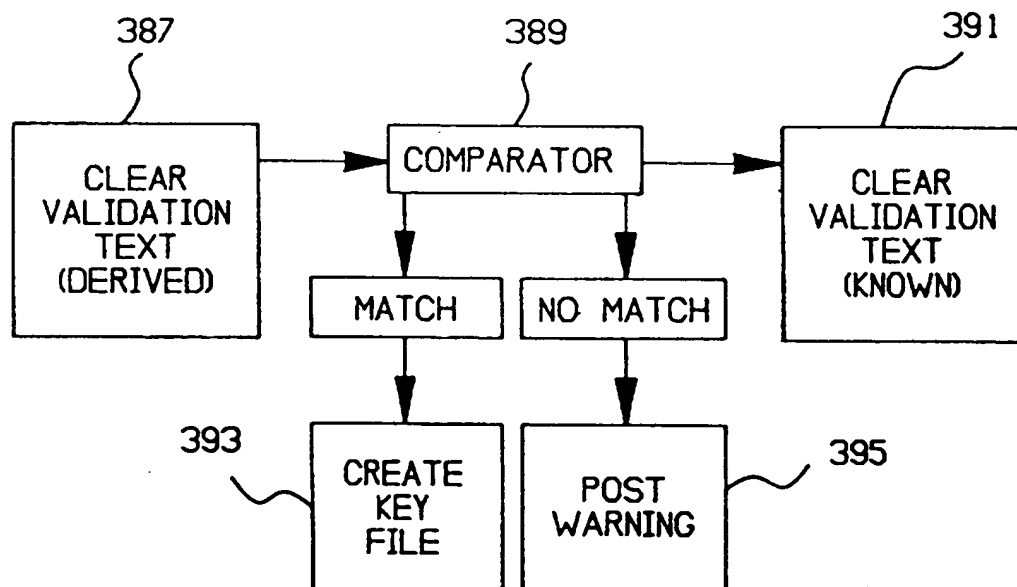 387
389
391
CLEAR
VALIDATION
TEXT
(DERIVED)
COMPARATOR
CLEAR
VALIDATION
TEXT
(KNOWN)
MATCH
NO MATCH
393
CREATE
KEY
FILE
POST
WARNING
395